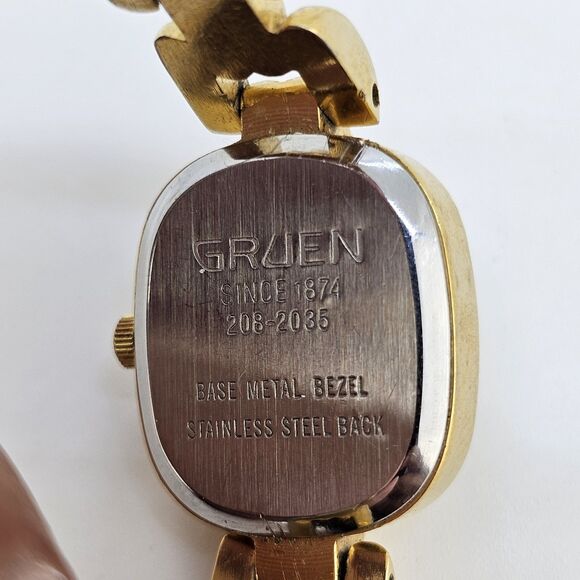 GRUEN
SINCE 1874
208-2035
BASE METAL BEZEL
STAINLESS STEEL BACK